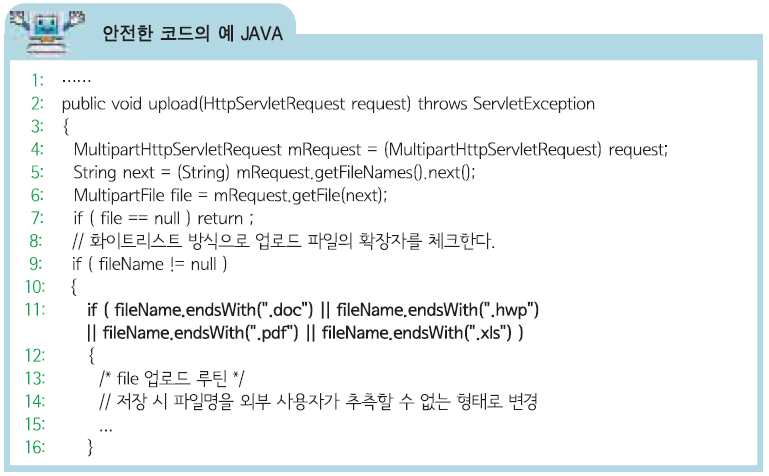 안전한 코드의 예 JAVA
1: ······
2: public void upload(HttpServletRequest request) throws ServletException
3: {
4: MultipartHttpServletRequest mRequest = (MultipartHttpServletRequest) request;
5: String next = (String) mRequest.getFileNames().next();
6: MultipartFile file = mRequest.getFile(next);
7: if ( file == null ) return ;
8: // 화이트리스트 방식으로 업로드 파일의 확장자를 체크한다.
9: if ( fileName != null )
10: {
11: if ( fileName.endsWith(".doc") || fileName.endsWith(".hwp")
|| fileName.endsWith(".pdf") || fileName.endsWith(".xls") )
12: {
13: /* file 업로드 루틴 */
14: // 저장 시 파일명을 외부 사용자가 추측할 수 없는 형태로 변경
15: ...
16: }